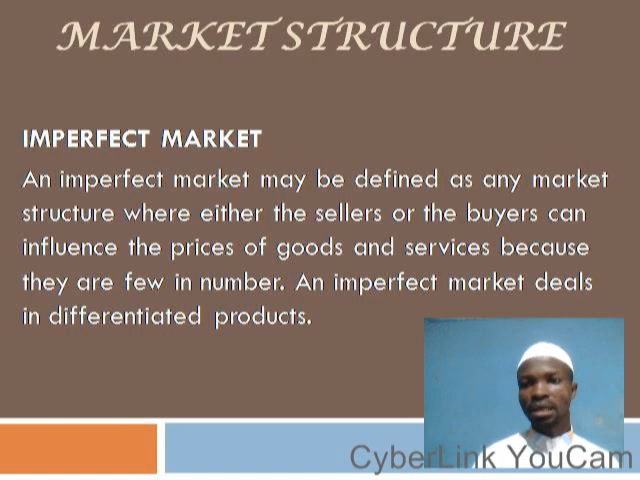 MARKET STRUCTURE
IMPERFECT MARKET
An imperfect market may be defined as any market
structure where either the sellers or the buyers can
influence the prices of goods and services because
they are few in number. An imperfect market deals
in differentiated products.
CyberLink YouCam